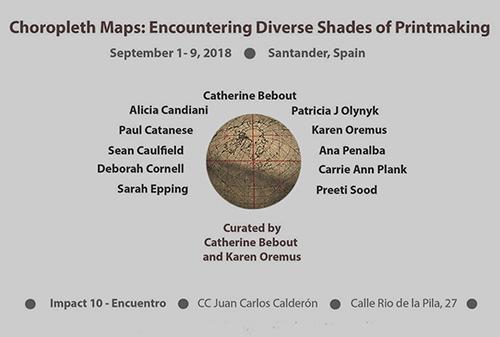 Choropleth Maps: Encountering Diverse Shades of Printmaking
September 1- 9, 2018 ● Santander, Spain
Catherine Bebout
Alicia Candiani
Paul Catanese
Sean Caulfield
Deborah Cornell
Sarah Epping
Patricia J Olynyk
Karen Oremus
Ana Penalba
Carrie Ann Plank
Preeti Sood
Curated by
Catherine Bebout
and Karen Oremus
● Impact 10 - Encuentro ● CC Juan Carlos Calderón ● Calle Rio de la Pila, 27 ●